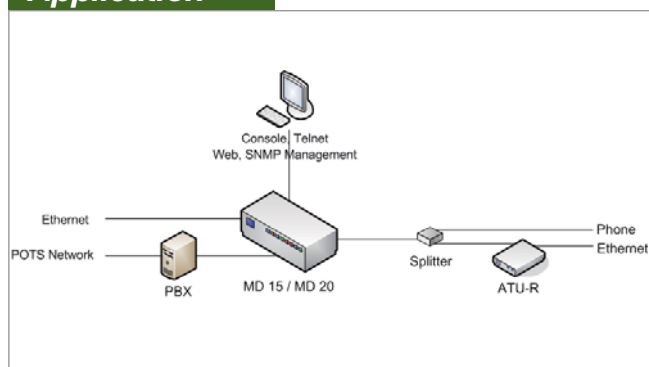 Application
Console, Telnet
Web, SNMP Management
Ethernet
POTS Network
PBX
MD 15 / MD 20
Splitter
Phone
Ethernet
ATU-R